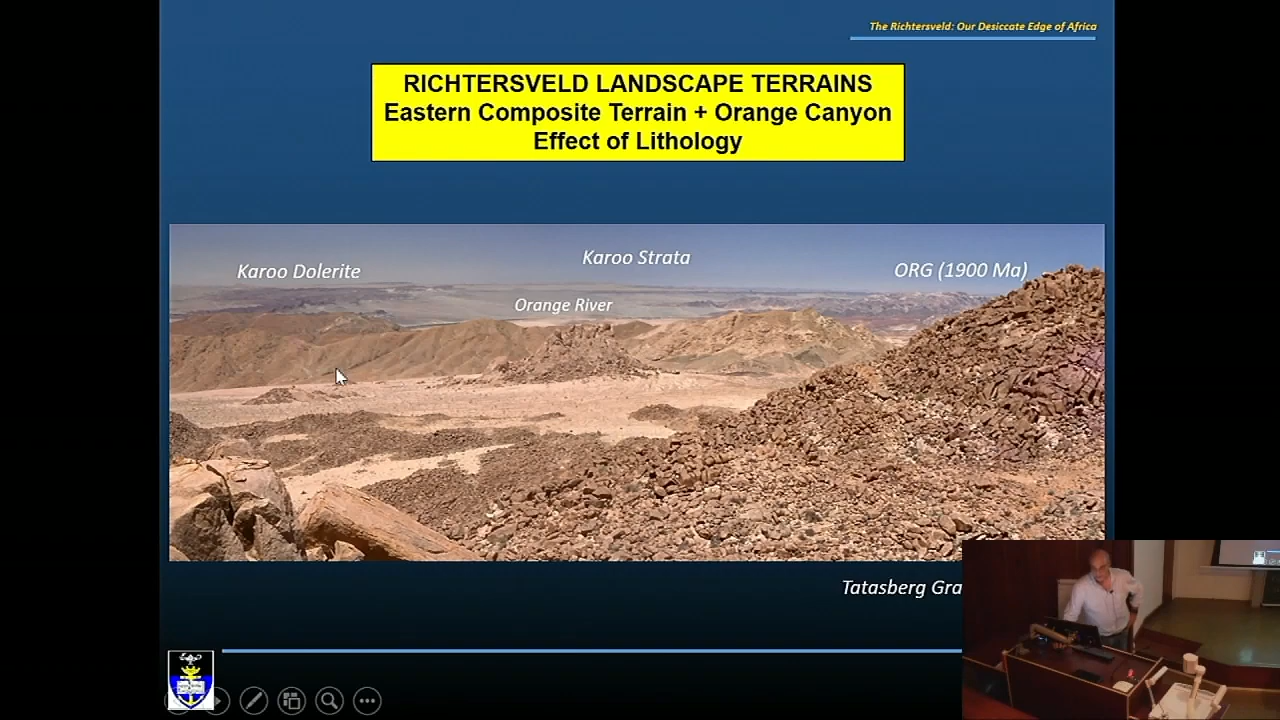 The Richtersveld: Our Desiccate Edge of Africa
RICHTERSVELD LANDSCAPE TERRAINS
Eastern Composite Terrain + Orange Canyon
Effect of Lithology
Karoo Dolerite
Karoo Strata
ORG (1900 Ma)
Orange River
Tatasberg Gra